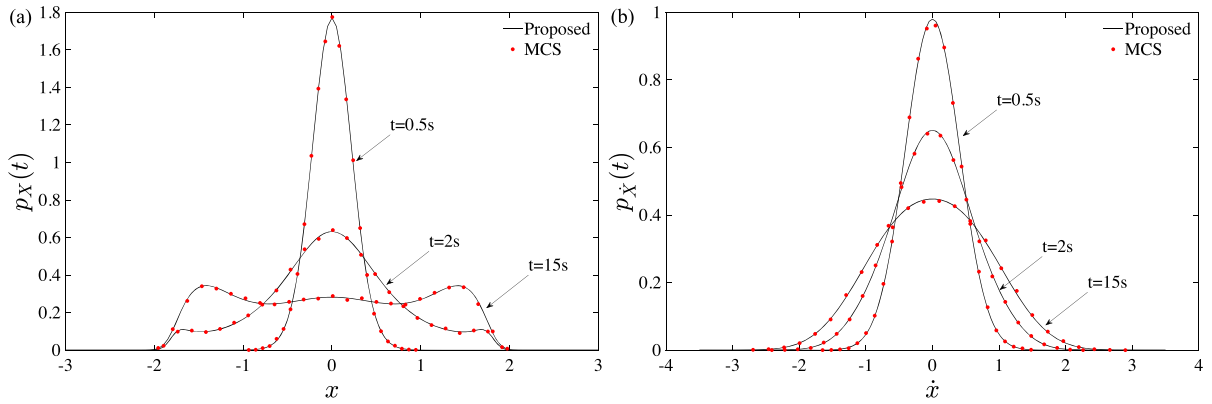 (a)
1.8
1.6
1.4
1.2
1
0.8
0.6
0.4
0.2
0
-3
-2
-1
0
1
2
3
p_X(t)
x
Proposed
MCS
t=0.5s
t=2s
t=15s
(b)
1
0.8
0.6
0.4
0.2
0
-4
-3
-2
-1
0
1
2
3
4
p_Ẋ(t)
ẋ
Proposed
MCS
t=0.5s
t=2s
t=15s